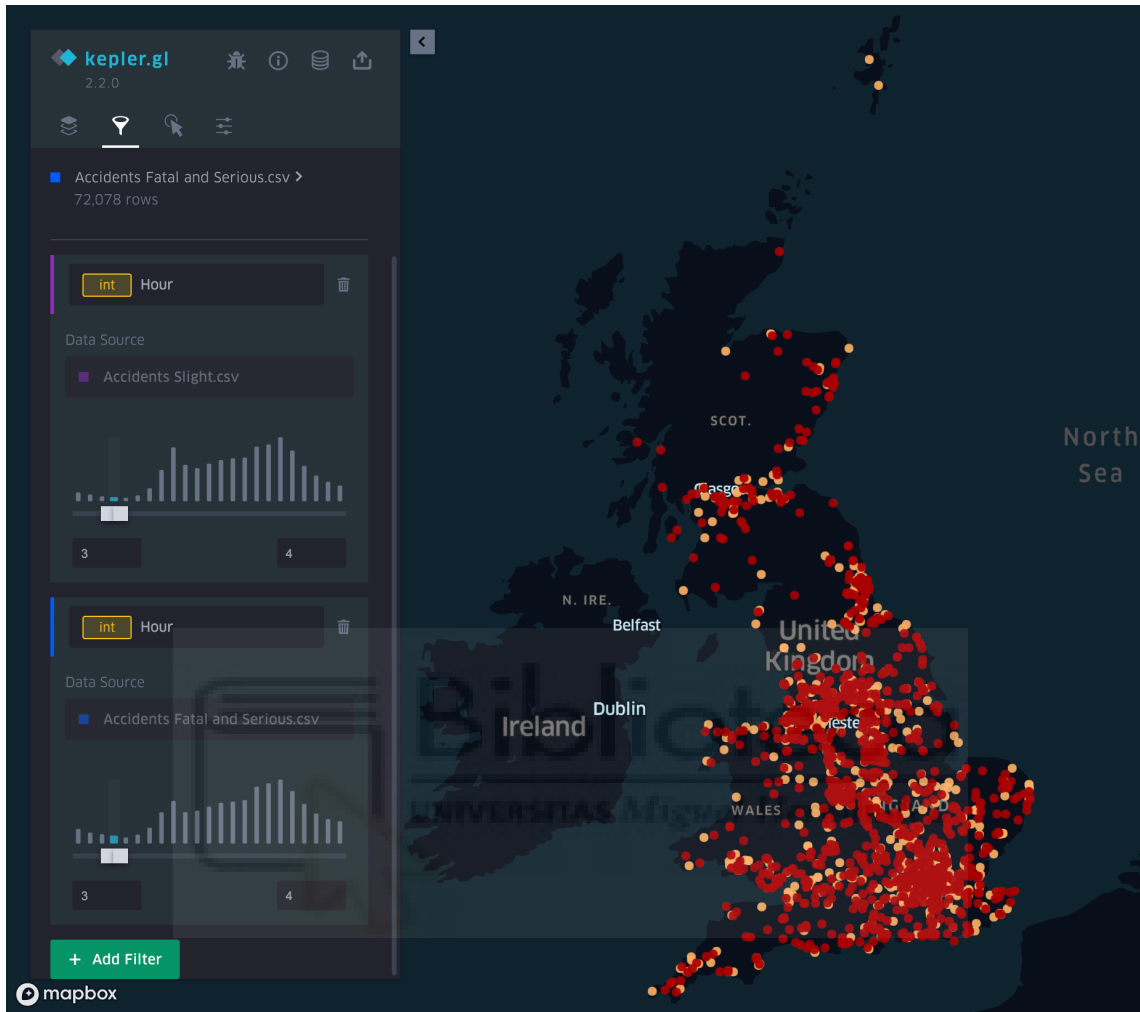 kepler.gl
2.2.0
Accidents Fatal and Serious.csv
72,078 rows
int Hour
Data Source
Accidents Slight.csv
3 4
int Hour
Data Source
Accidents Fatal and Serious.csv
3 4
+ Add Filter
mapbox
North
Sea
SCOT.
N. IRE.
Belfast
United
Kingdom
Dublin
Ireland
WALES
UNIVERSITAS